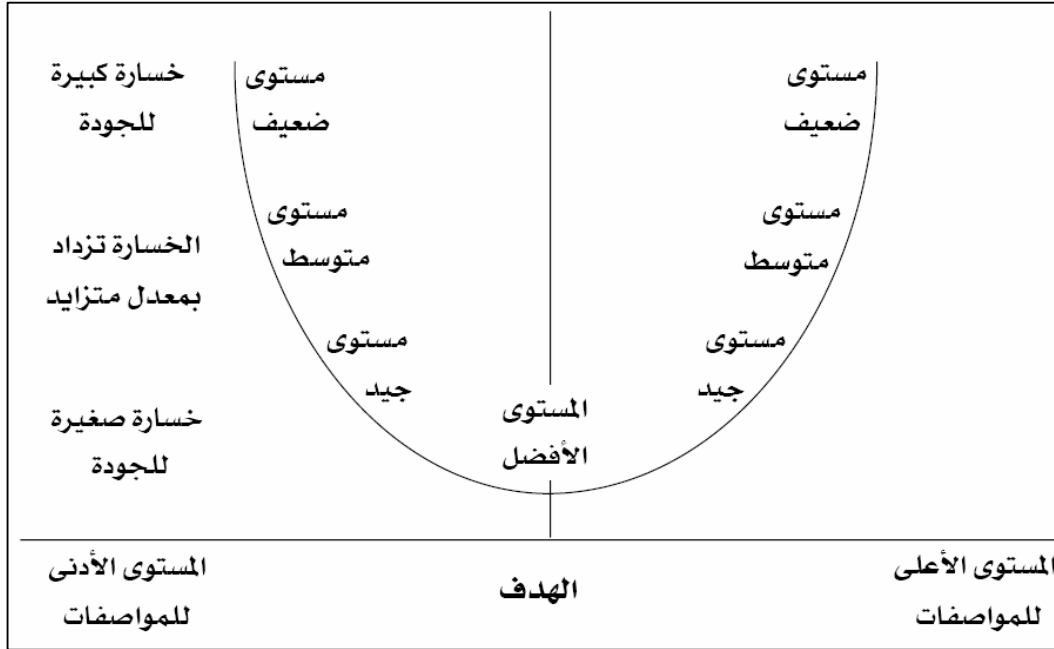 خسارة كبيرة
للجودة
الخسارة تزداد
بمعدل متزايد
خسارة صغيرة
للجودة
مستوى
ضعيف
مستوى
متوسط
مستوى
جيد
المستوى
الأفضل
مستوى
ضعيف
مستوى
متوسط
مستوى
جيد
المستوى الأدنى
للمواصفات
الهدف
المستوى الأعلى
للمواصفات